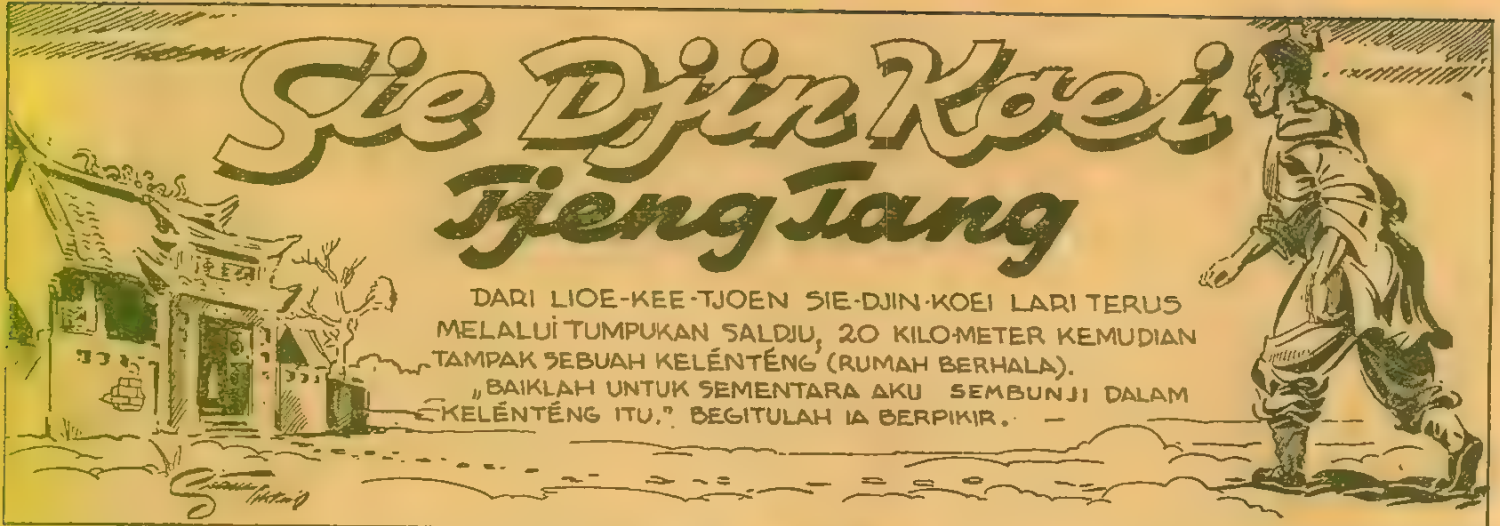 Sie Djin Koei
Tjeng Tang
DARI LIOE-KEE-TJOEN SIE-DJIN-KOEI LARI TERUS
MELALUI TUMPUKAN SALDJU, 20 KILO-METER KEMUDIAN
TAMPAK SEBUAH KELÉNTÉNG (RUMAH BERHALA).
„BAIKLAH UNTUK SEMENTARA AKU SEMBUNJI DALAM
KELÉNTÉNG ITU.” BEGITULAH IA BERPIKIR. —